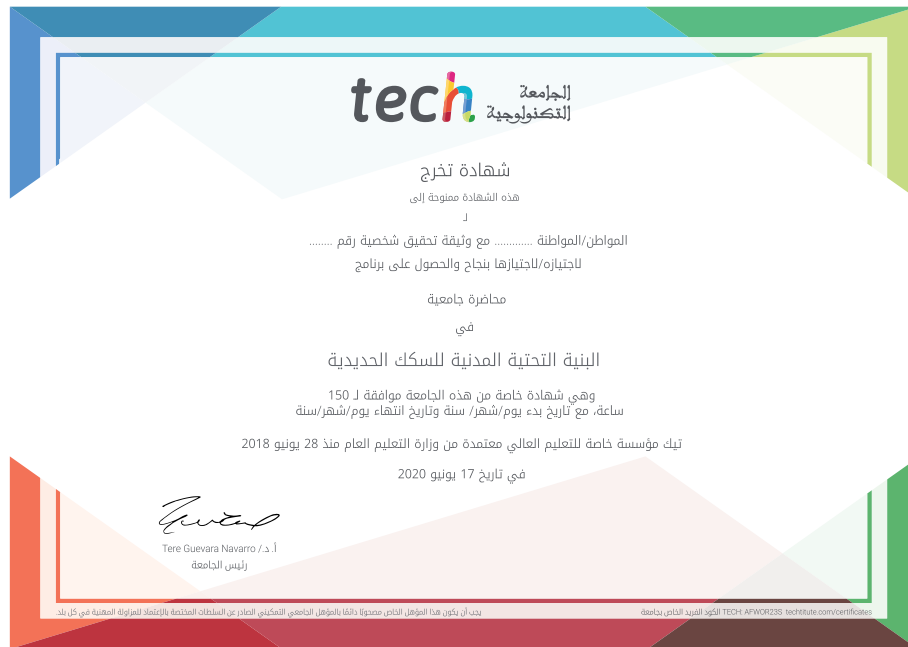 tech الجامعة
التكنولوجية
شهادة تخرج
هذه الشهادة ممنوحة إلى
لـ
المواطن/المواطنة ............ مع وثيقة تحقيق شخصية رقم ........
لاجتيازه/لاجتيازها بنجاح والحصول على برنامج
محاضرة جامعية
في
البنية التحتية المدنية للسكك الحديدية
وهي شهادة خاصة من هذه الجامعة موافقة لـ 150
ساعة، مع تاريخ بدء يوم/شهر/ سنة وتاريخ انتهاء يوم/شهر/سنة
تيك مؤسسة خاصة للتعليم العالي معتمدة من وزارة التعليم العام منذ 28 يونيو 2018
في تاريخ 17 يونيو 2020
أ. د./ Tere Guevara Navarro
رئيس الجامعة
يجب أن يكون هذا المؤهل الخاص مصحوبًا دائمًا بالمؤهل الجامعي التمكيني الصادر عن السلطات المختصة بالإعتماد للمزاولة المهنية في كل بلد.
الكود الفريد الخاص بجامعة TECH: AFWOR23S techtitute.com/certificates